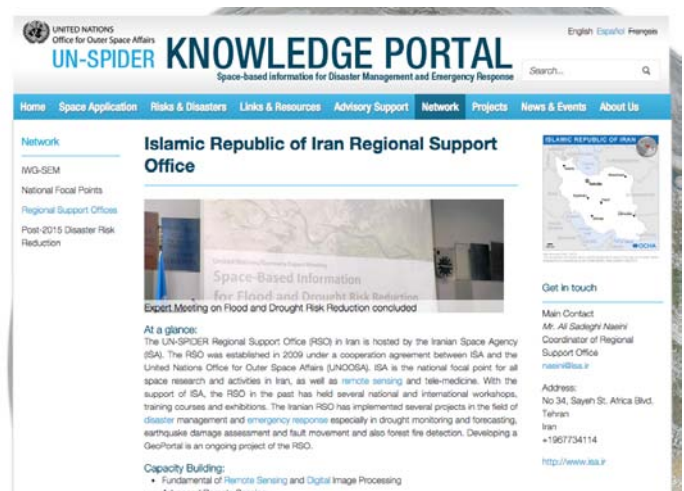 UNITED NATIONS
Office for Outer Space Affairs
UN-SPIDER KNOWLEDGE PORTAL
Space-based information for Disaster Management and Emergency Response
English Español Français
Search...
Home Space Application Risks & Disasters Links & Resources Advisory Support Network Projects News & Events About Us
Network
IWG-SEM
National Focal Points
Regional Support Offices
Post-2015 Disaster Risk
Reduction
Islamic Republic of Iran Regional Support
Office
Space-Based Information
for Flood and Drought Risk Reduction
Expert Meeting on Flood and Drought Risk Reduction concluded
At a glance:
The UN-SPIDER Regional Support Office (RSO) in Iran is hosted by the Iranian Space Agency
(ISA). The RSO was established in 2009 under a cooperation agreement between ISA and the
United Nations Office for Outer Space Affairs (UNOOSA). ISA is the national focal point for all
space research and activities in Iran, as well as remote sensing and tele-medicine. With the
support of ISA, the RSO in the past has held several national and international workshops,
training courses and exhibitions. The Iranian RSO has implemented several projects in the field of
disaster management and emergency response especially in drought monitoring and forecasting,
earthquake damage assessment and fault movement and also forest fire detection. Developing a
GeoPortal is an ongoing project of the RSO.
Capacity Building:
• Fundamental of Remote Sensing and Digital Image Processing
ISLAMIC REPUBLIC OF IRAN
OCHA
Get in touch
Main Contact
Mr. Ali Sadeghi Naeini
Coordinator of Regional
Support Office
naeini@isa.ir
Address:
No 34, Sayeh St. Africa Blvd.
Tehran
Iran
+1967734114
http://www.isa.ir